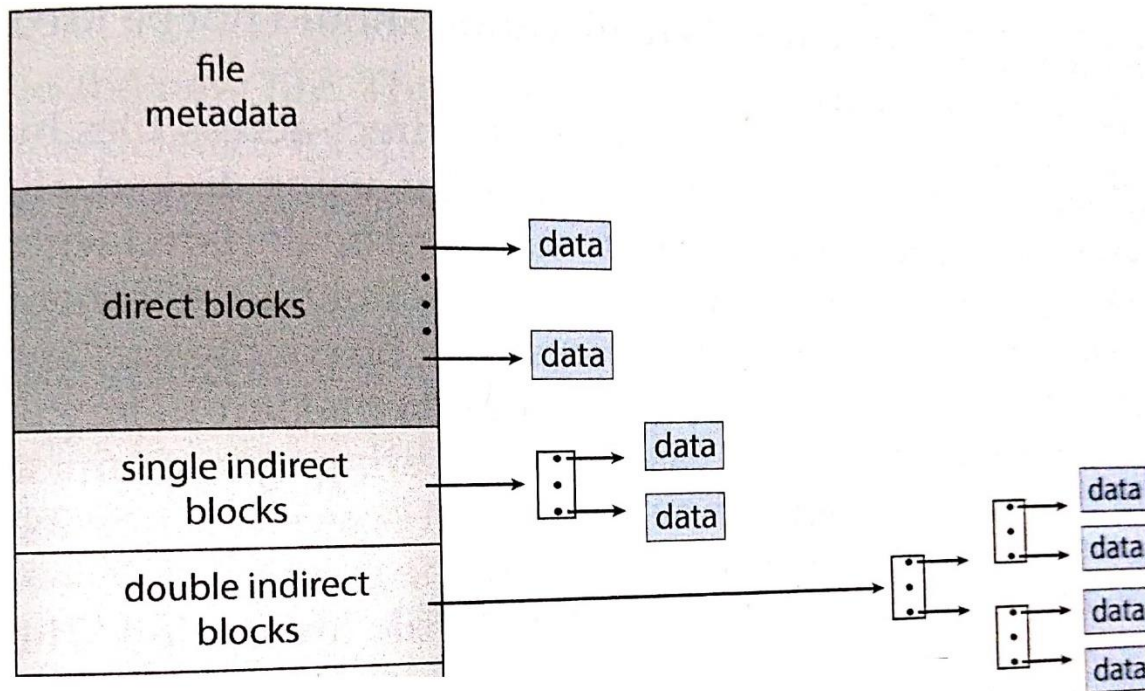 file
metadata
direct blocks
data
data
single indirect
blocks
data
data
double indirect
blocks
data
data
data
data